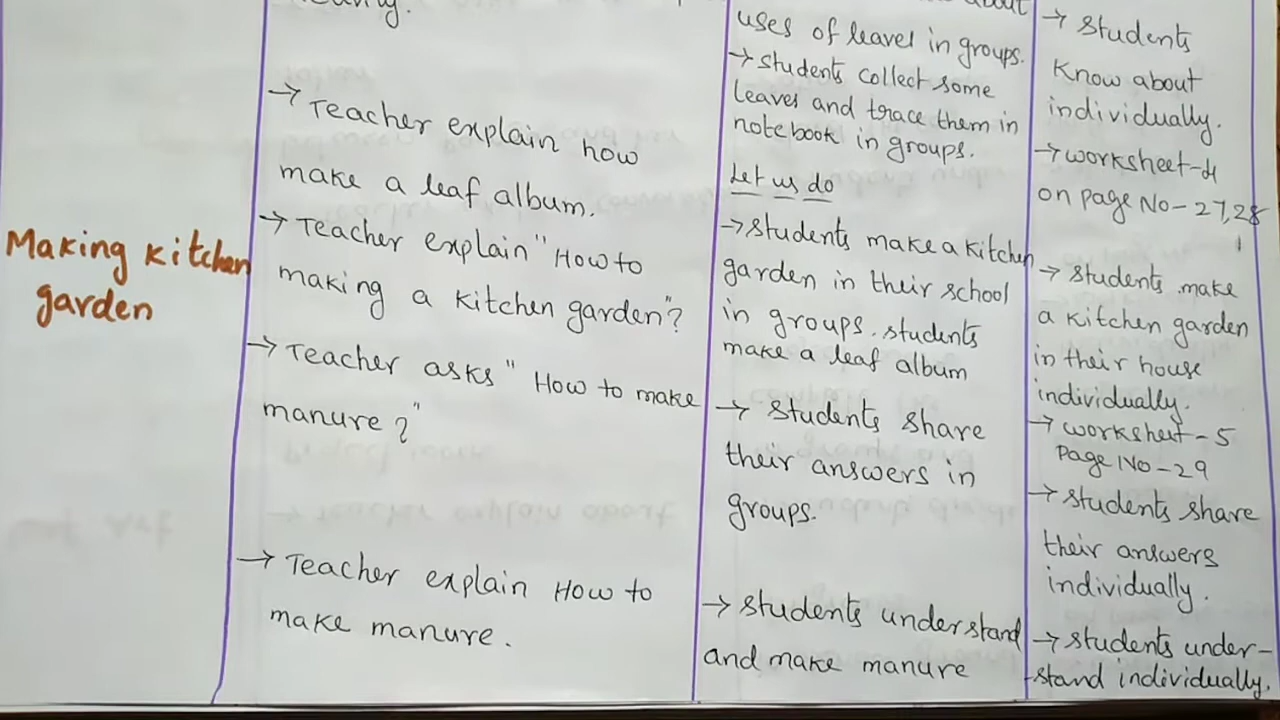 Making kitchen
garden
→ Teacher explain how
make a leaf album.
→ Teacher explain "How to
making a kitchen garden"?
→ Teacher asks "How to make
manure?"
→ Teacher explain How to
make manure.
about
uses of leaves in groups.
→ students collect some
leaves and trace them in
notebook in groups.
Let us do
→ students make a kitchen
garden in their school
in groups. students
make a leaf album
→ students share
their answers in
groups.
→ students understand
and make manure
→ students
know about
individually.
→ worksheet-4
on page No-27,28
→ students make
a kitchen garden
in their house
individually.
→ worksheet-5
Page No-29
→ students share
their answers
individually.
→ students under-
stand individually.